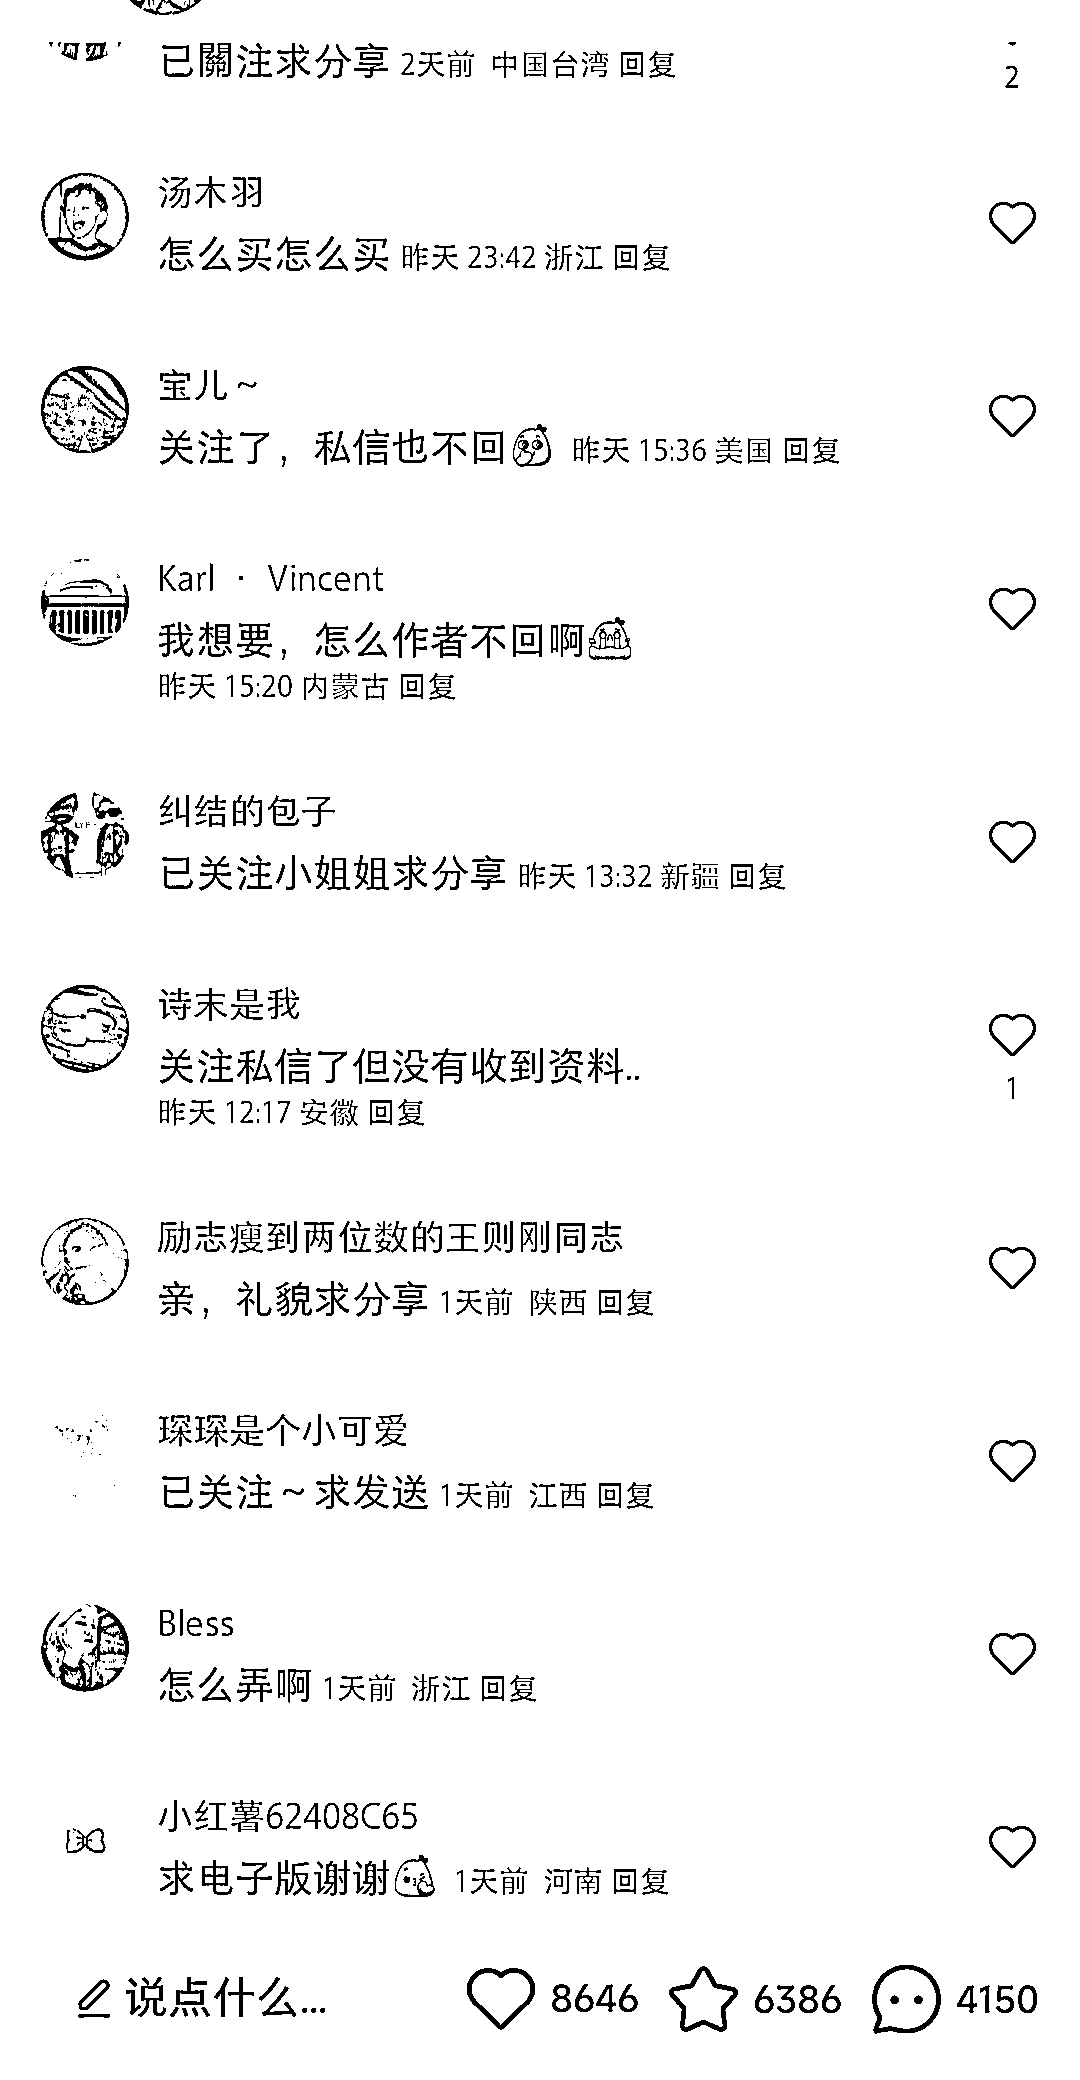 已關注求分享 2天前 中国台湾 回复
2
汤木羽
怎么买怎么买 昨天 23:42 浙江 回复
宝儿～
关注了，私信也不回 昨天 15:36 美国 回复
Karl · Vincent
我想要，怎么作者不回啊
昨天 15:20 内蒙古 回复
纠结的包子
已关注小姐姐求分享 昨天 13:32 新疆 回复
诗末是我
关注私信了但没有收到资料..
1
昨天 12:17 安徽 回复
励志瘦到两位数的王则刚同志
亲，礼貌求分享 1天前 陕西 回复
琛琛是个小可爱
已关注～求发送 1天前 江西 回复
Bless
怎么弄啊 1天前 浙江 回复
小红薯62408C65
求电子版谢谢 1天前 河南 回复
说点什么... 8646 6386 4150